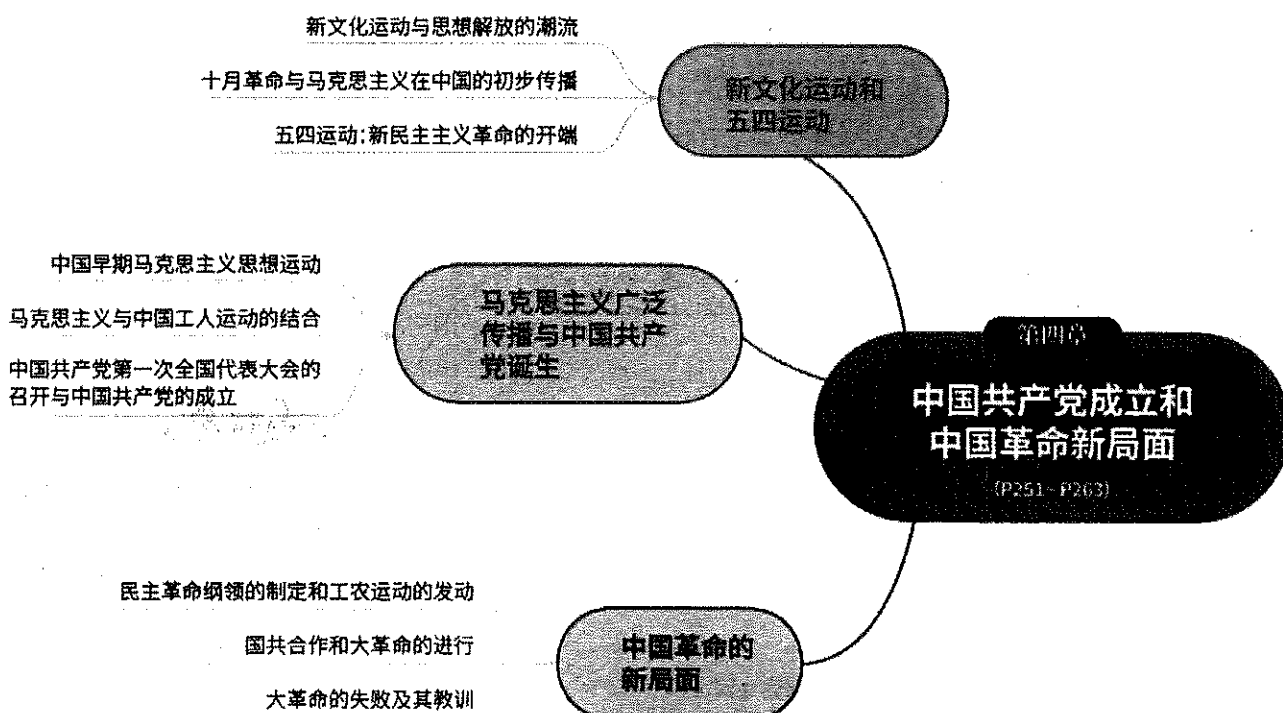 新文化运动与思想解放的潮流
十月革命与马克思主义在中国的初步传播
五四运动:新民主主义革命的开端
新文化运动和
五四运动
中国早期马克思主义思想运动
马克思主义与中国工人运动的结合
中国共产党第一次全国代表大会的
召开与中国共产党的成立
马克思主义广泛
传播与中国共产
党诞生
第四章
中国共产党成立和
中国革命新局面
(P251~P263)
民主革命纲领的制定和工农运动的发动
国共合作和大革命的进行
大革命的失败及其教训
中国革命的
新局面